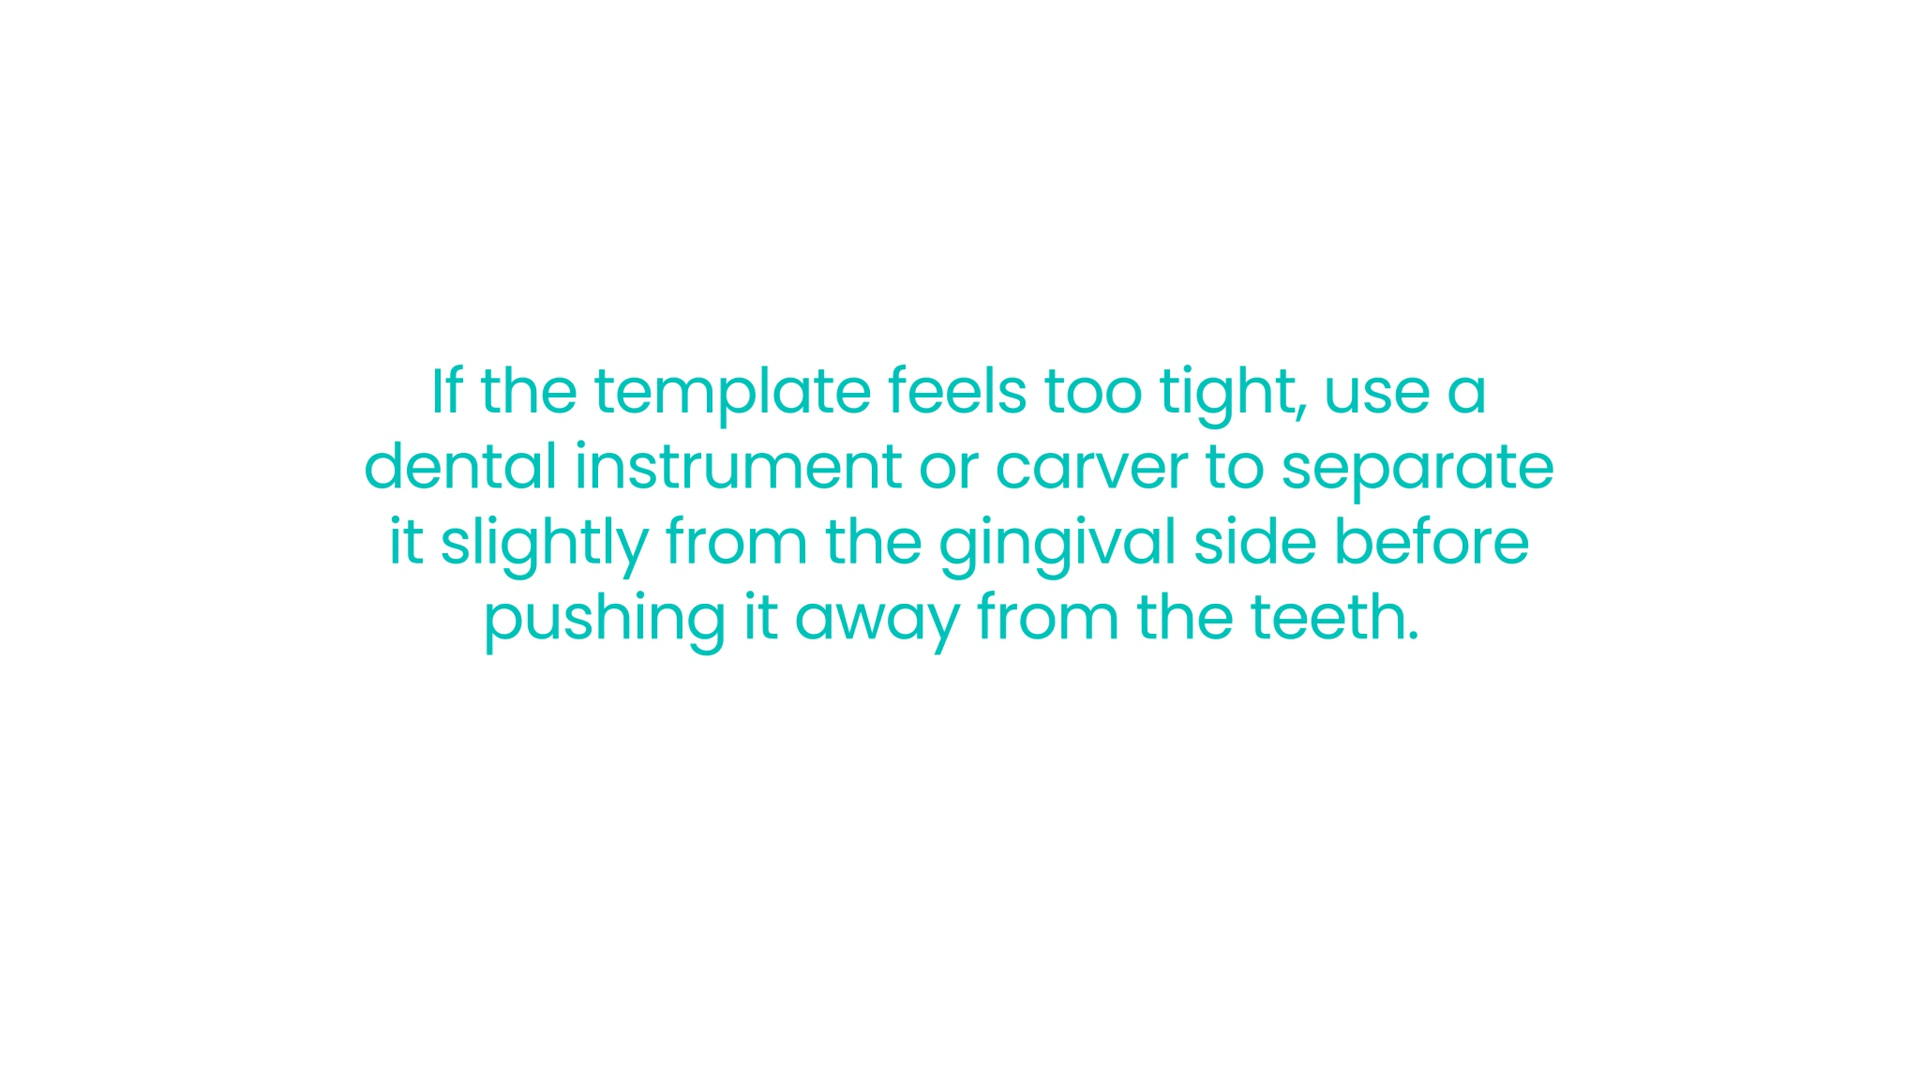 If the template feels too tight, use a
dental instrument or carver to separate
it slightly from the gingival side before
pushing it away from the teeth.